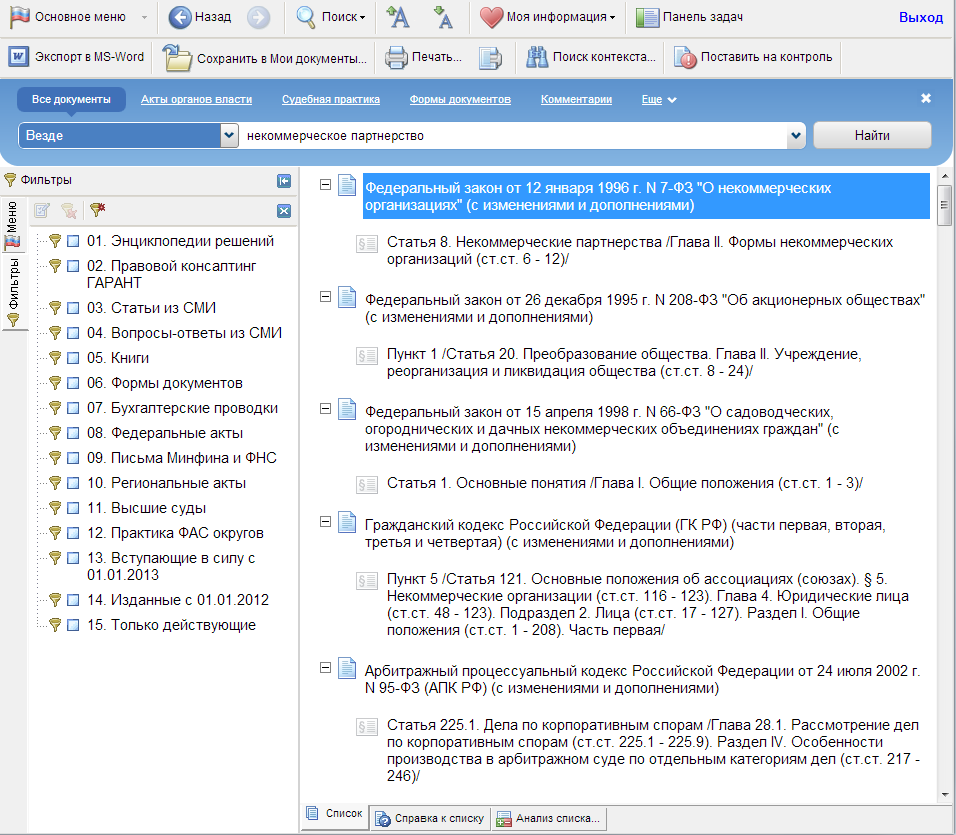 Основное меню Назад Поиск Моя информация Панель задач Выход
Экспорт в MS-Word Сохранить в Мои документы... Печать... Поиск контекста... Поставить на контроль
Все документы Акты органов власти Судебная практика Формы документов Комментарии Еще
Везде некоммерческое партнерство Найти
Фильтры
Меню
Фильтры
01. Энциклопедии решений
02. Правовой консалтинг
ГАРАНТ
03. Статьи из СМИ
04. Вопросы-ответы из СМИ
05. Книги
06. Формы документов
07. Бухгалтерские проводки
08. Федеральные акты
09. Письма Минфина и ФНС
10. Региональные акты
11. Высшие суды
12. Практика ФАС округов
13. Вступающие в силу с
01.01.2013
14. Изданные с 01.01.2012
15. Только действующие
Федеральный закон от 12 января 1996 г. N 7-ФЗ "О некоммерческих
организациях" (с изменениями и дополнениями)
Статья 8. Некоммерческие партнерства /Глава II. Формы некоммерческих
организаций (ст.ст. 6 - 12)/
Федеральный закон от 26 декабря 1995 г. N 208-ФЗ "Об акционерных обществах"
(с изменениями и дополнениями)
Пункт 1 /Статья 20. Преобразование общества. Глава II. Учреждение,
реорганизация и ликвидация общества (ст.ст. 8 - 24)/
Федеральный закон от 15 апреля 1998 г. N 66-ФЗ "О садоводческих,
огороднических и дачных некоммерческих объединениях граждан" (с
изменениями и дополнениями)
Статья 1. Основные понятия /Глава I. Общие положения (ст.ст. 1 - 3)/
Гражданский кодекс Российской Федерации (ГК РФ) (части первая, вторая,
третья и четвертая) (с изменениями и дополнениями)
Пункт 5 /Статья 121. Основные положения об ассоциациях (союзах). § 5.
Некоммерческие организации (ст.ст. 116 - 123). Глава 4. Юридические лица
(ст.ст. 48 - 123). Подраздел 2. Лица (ст.ст. 17 - 127). Раздел I. Общие
положения (ст.ст. 1 - 208). Часть первая/
Арбитражный процессуальный кодекс Российской Федерации от 24 июля 2002 г.
N 95-ФЗ (АПК РФ) (с изменениями и дополнениями)
Статья 225.1. Дела по корпоративным спорам /Глава 28.1. Рассмотрение дел
по корпоративным спорам (ст.ст. 225.1 - 225.9). Раздел IV. Особенности
производства в арбитражном суде по отдельным категориям дел (ст.ст. 217 -
246)/
Список Справка к списку Анализ списка...